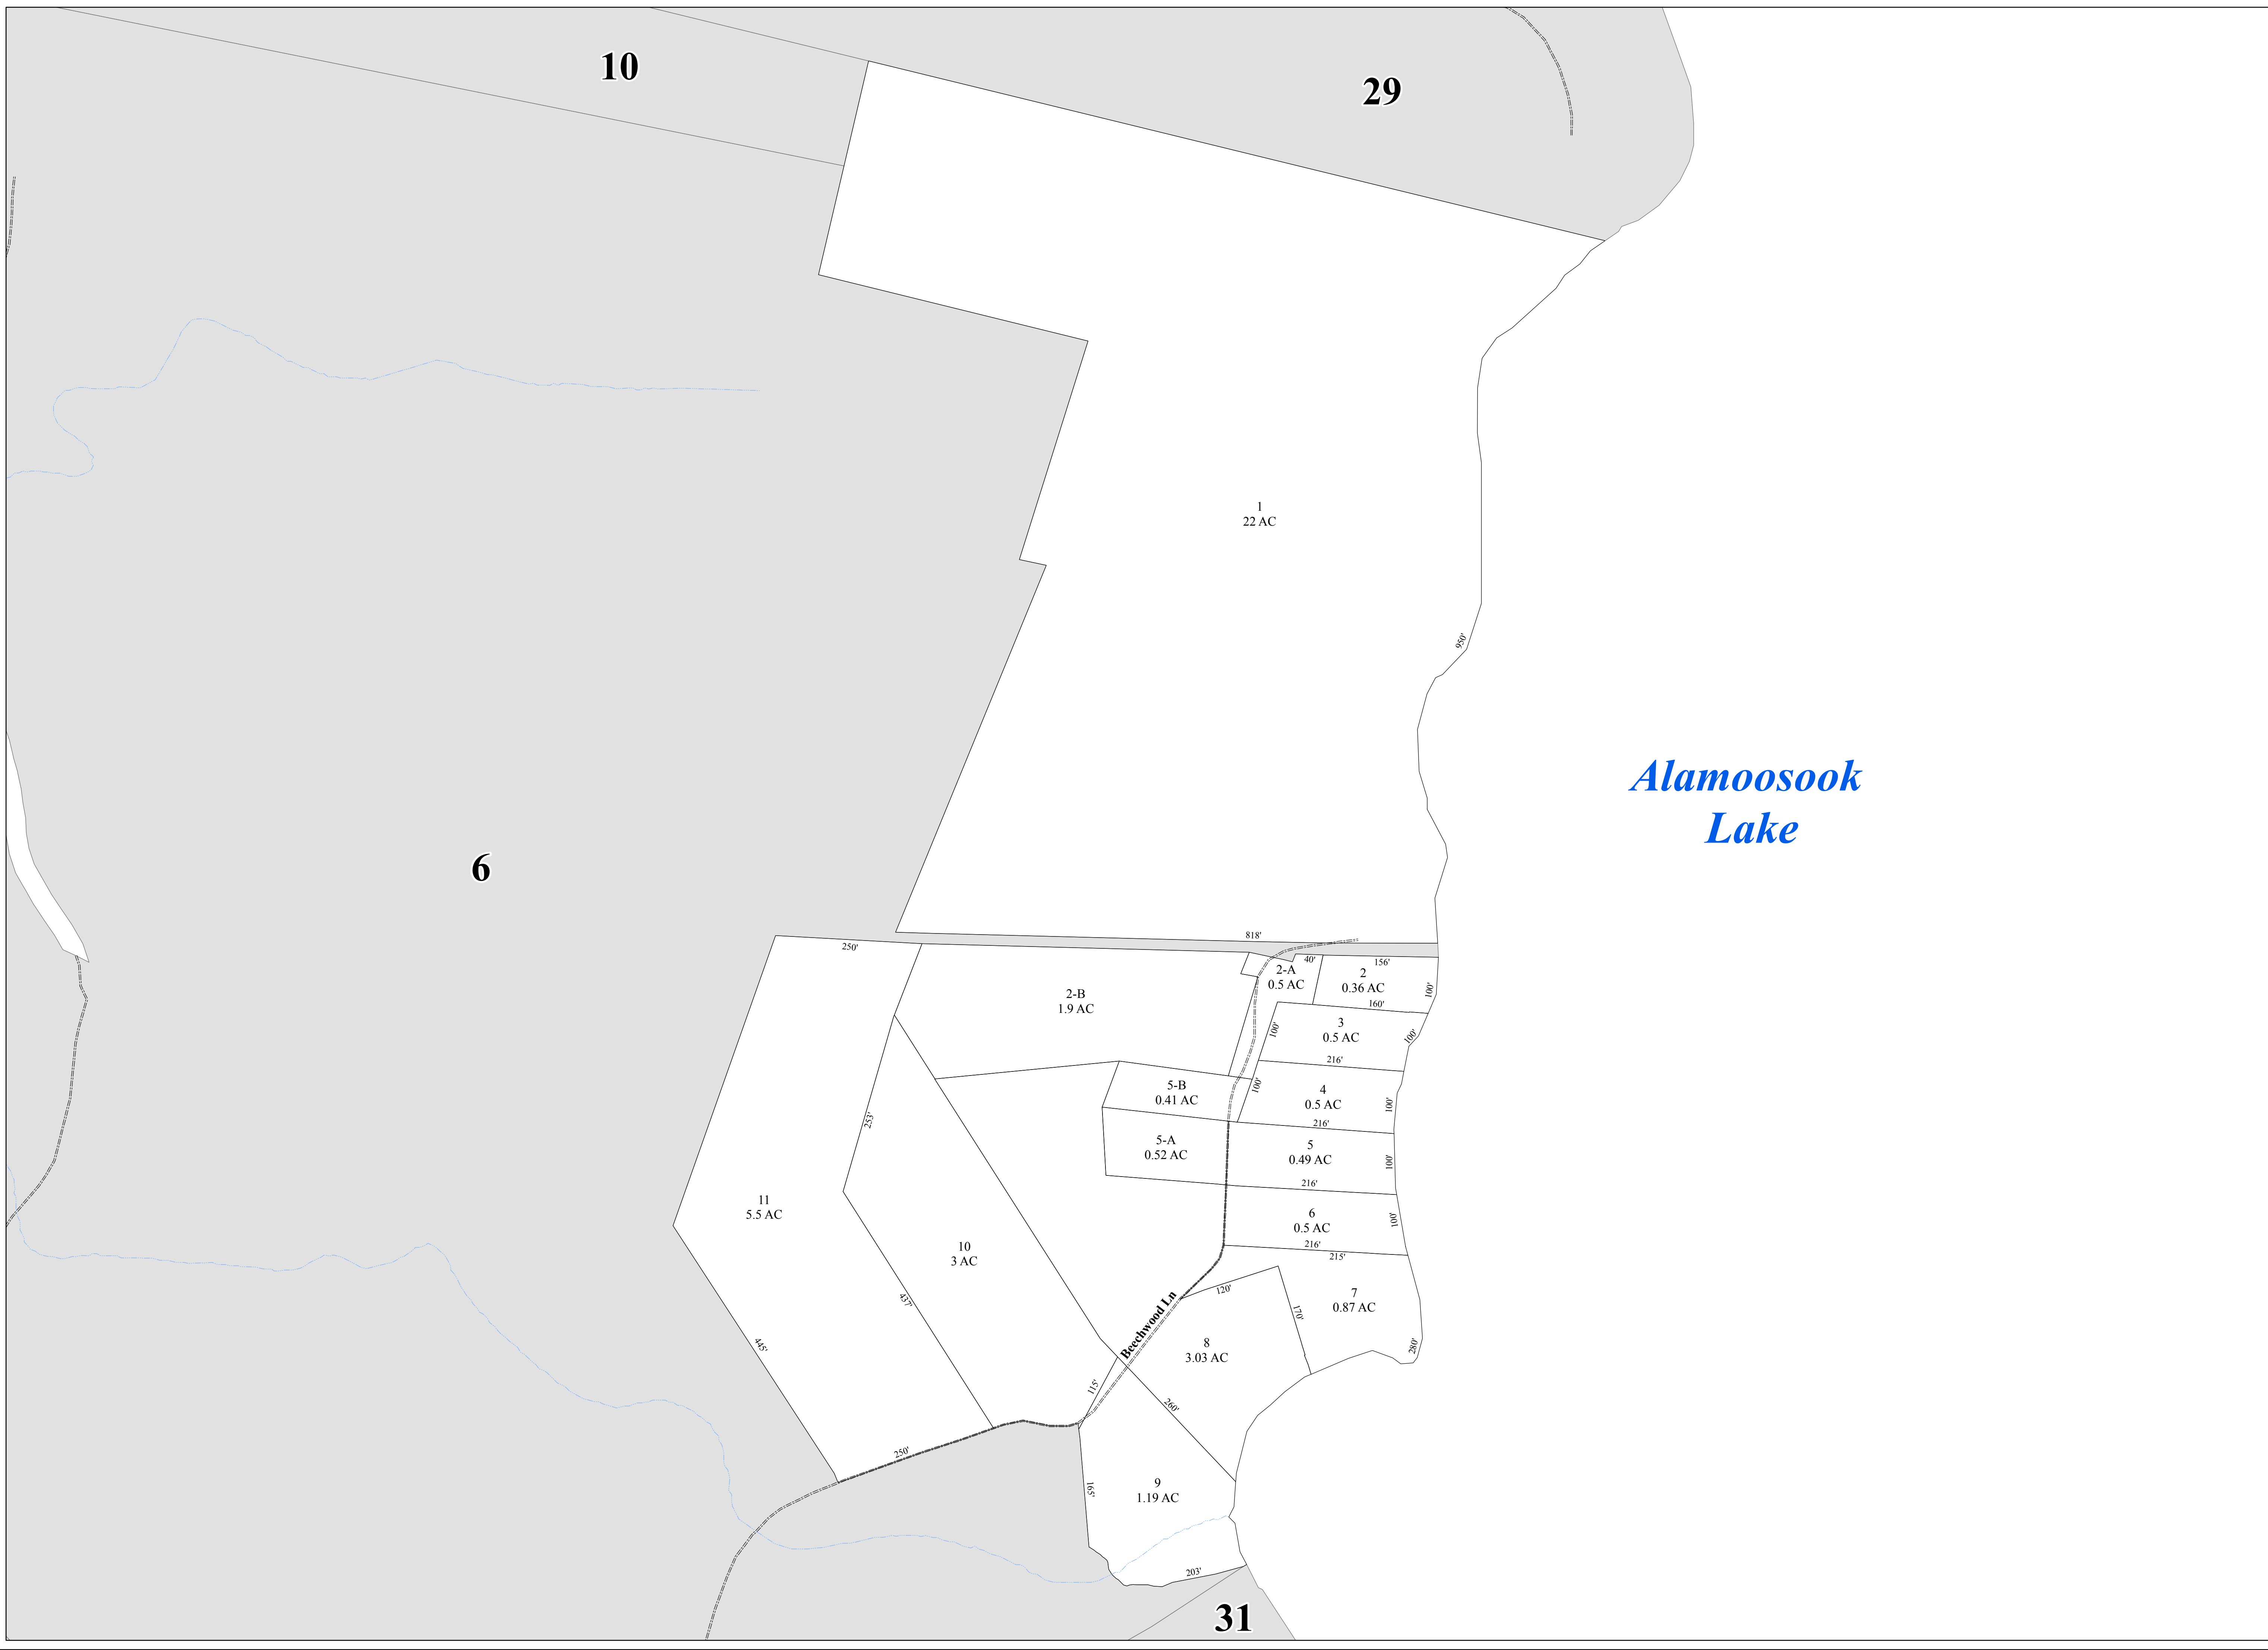 10
29
1
22 AC
950'
Alamoosook
Lake
6
818'
250'
40'
156'
2-A
0.5 AC
2
0.36 AC
100'
2-B
1.9 AC
160'
3
0.5 AC
100'
100'
216'
5-B
0.41 AC
100'
4
0.5 AC
100'
253'
216'
5-A
0.52 AC
5
0.49 AC
100'
216'
11
5.5 AC
6
0.5 AC
100'
10
3 AC
216'
215'
120'
7
0.87 AC
437'
170'
Beechwood Ln
8
3.03 AC
280'
445'
115'
260'
250'
165'
9
1.19 AC
203'
31